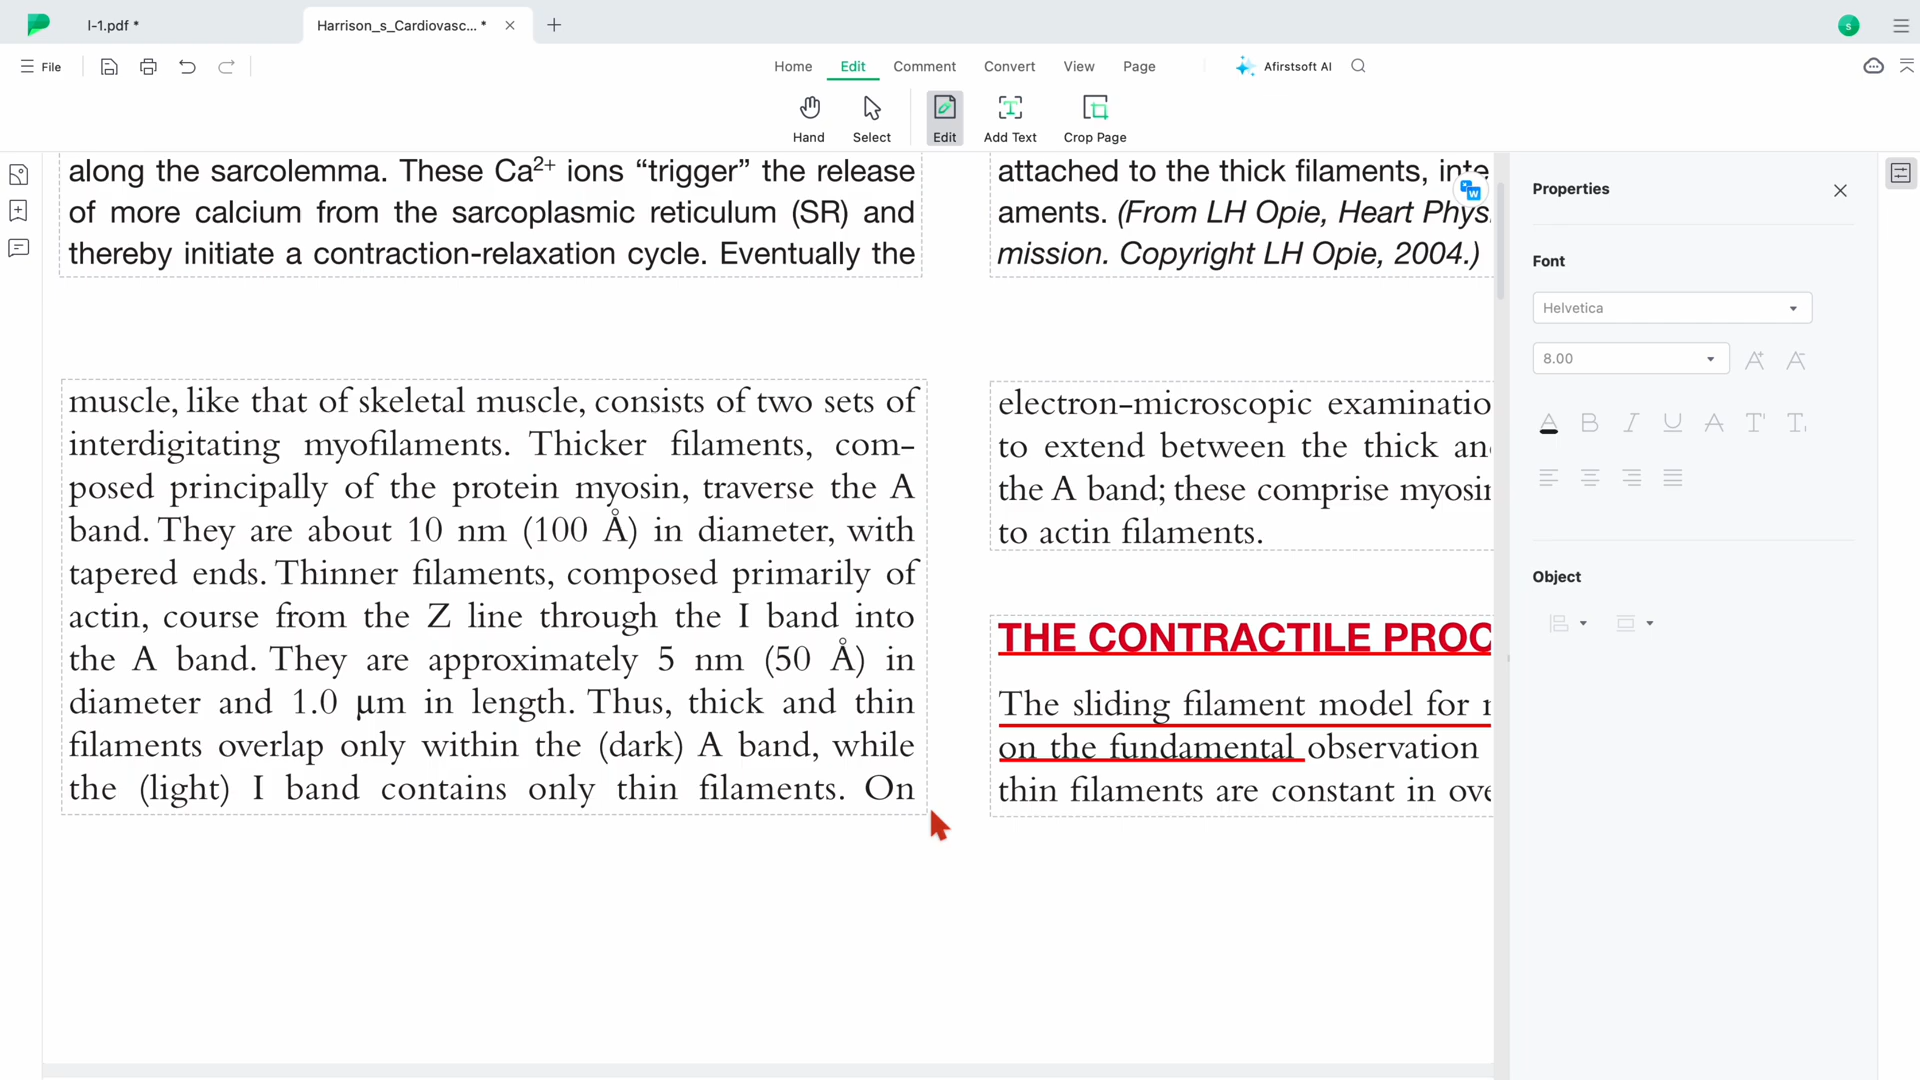 l-1.pdf *
Harrison_s_Cardiovasc... *
s
File
Home
Edit
Comment
Convert
View
Page
Afirstsoft AI
Hand
Select
Edit
Add Text
Crop Page
along the sarcolemma. These Ca2+ ions “trigger” the release
of more calcium from the sarcoplasmic reticulum (SR) and
thereby initiate a contraction-relaxation cycle. Eventually the
muscle, like that of skeletal muscle, consists of two sets of
interdigitating myofilaments. Thicker filaments, com-
posed principally of the protein myosin, traverse the A
band. They are about 10 nm (100 Å) in diameter, with
tapered ends. Thinner filaments, composed primarily of
actin, course from the Z line through the I band into
the A band. They are approximately 5 nm (50 Å) in
diameter and 1.0 μm in length. Thus, thick and thin
filaments overlap only within the (dark) A band, while
the (light) I band contains only thin filaments. On
attached to the thick filaments, inte
aments. (From LH Opie, Heart Phys
mission. Copyright LH Opie, 2004.)
electron-microscopic examinatio
to extend between the thick an
the A band; these comprise myosin
to actin filaments.
THE CONTRACTILE PROC
The sliding filament model for
on the fundamental observation
thin filaments are constant in ove
Properties
Font
Helvetica
8.00
Object